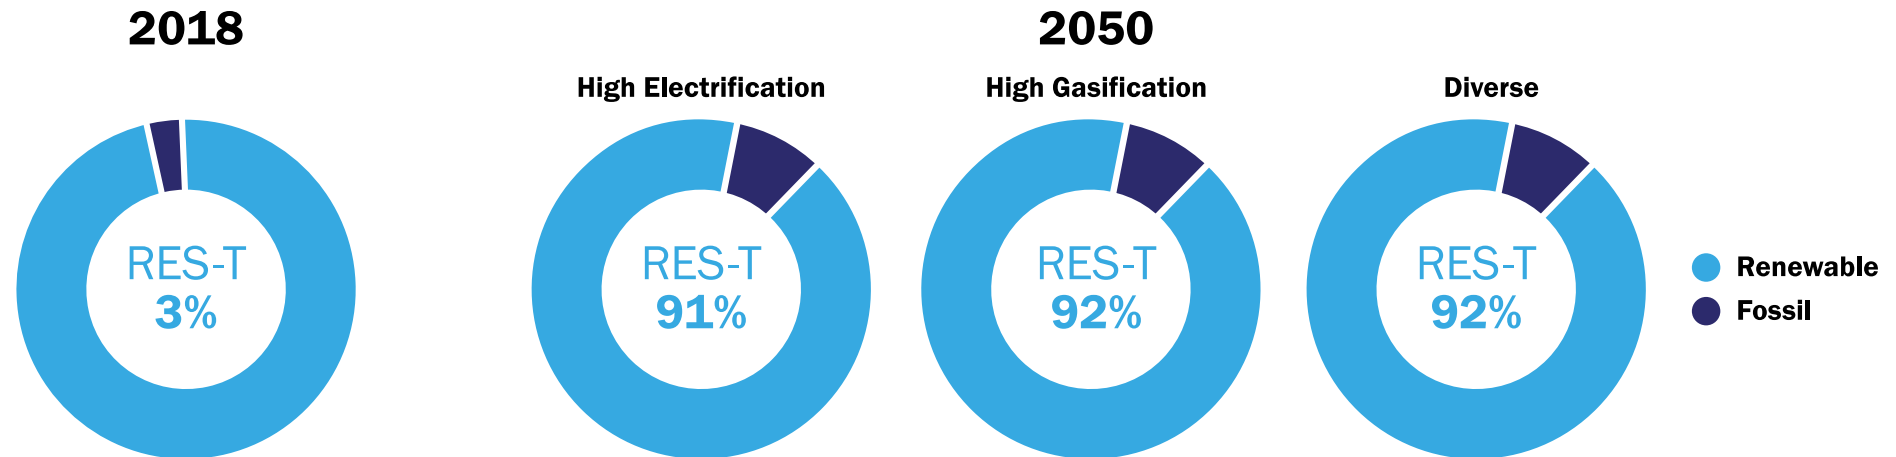 2018
2050
High Electrification
High Gasification
Diverse
RES-T
3%
RES-T
91%
RES-T
92%
RES-T
92%
Renewable
Fossil